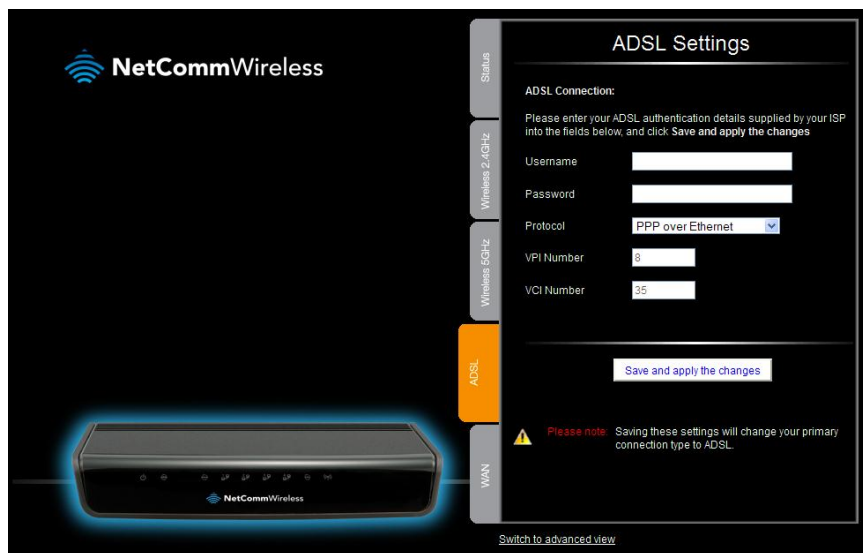 NetCommWireless
Status
Wireless 2.4GHz
Wireless 5GHz
ADSL
WAN
ADSL Settings
ADSL Connection:
Please enter your ADSL authentication details supplied by your ISP
into the fields below, and click Save and apply the changes
Username
Password
Protocol PPP over Ethernet
VPI Number 8
VCI Number 35
Save and apply the changes
Please note: Saving these settings will change your primary
connection type to ADSL.
NetCommWireless
Switch to advanced view